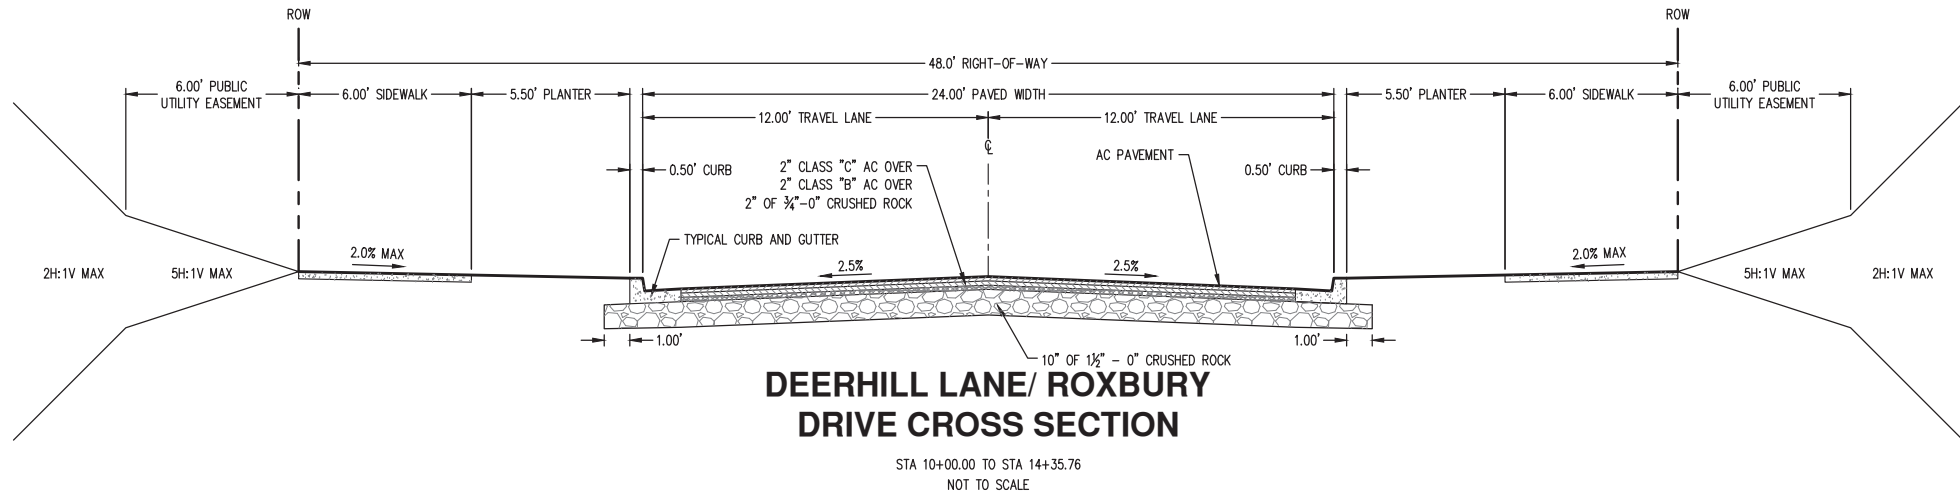 ROW
ROW
48.0' RIGHT-OF-WAY
6.00' PUBLIC
UTILITY EASEMENT
6.00' SIDEWALK
5.50' PLANTER
24.00' PAVED WIDTH
5.50' PLANTER
6.00' SIDEWALK
6.00' PUBLIC
UTILITY EASEMENT
12.00' TRAVEL LANE
12.00' TRAVEL LANE
℄
0.50' CURB
2" CLASS "C" AC OVER
2" CLASS "B" AC OVER
2" OF ¾"-0" CRUSHED ROCK
AC PAVEMENT
0.50' CURB
TYPICAL CURB AND GUTTER
2H:1V MAX
5H:1V MAX
2.0% MAX
2.5%
2.5%
2.0% MAX
5H:1V MAX
2H:1V MAX
1.00'
1.00'
10" OF 1½" - 0" CRUSHED ROCK
DEERHILL LANE/ ROXBURY
DRIVE CROSS SECTION
STA 10+00.00 TO STA 14+35.76
NOT TO SCALE